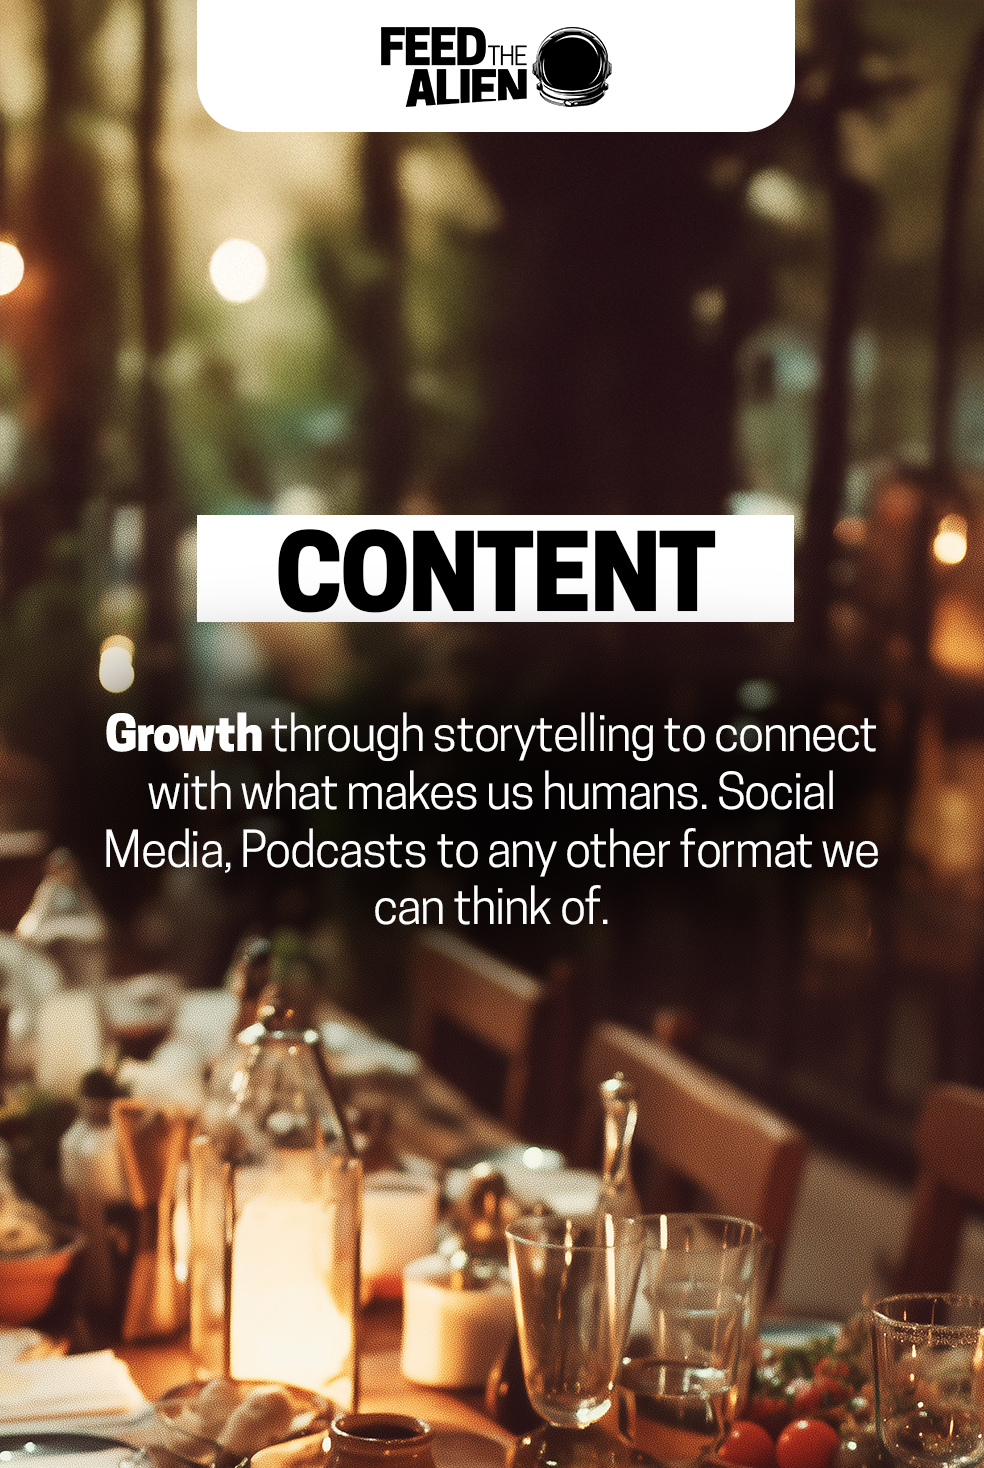 FEED THE
ALIEN
CONTENT
Growth through storytelling to connect
with what makes us humans. Social
Media, Podcasts to any other format we
can think of.